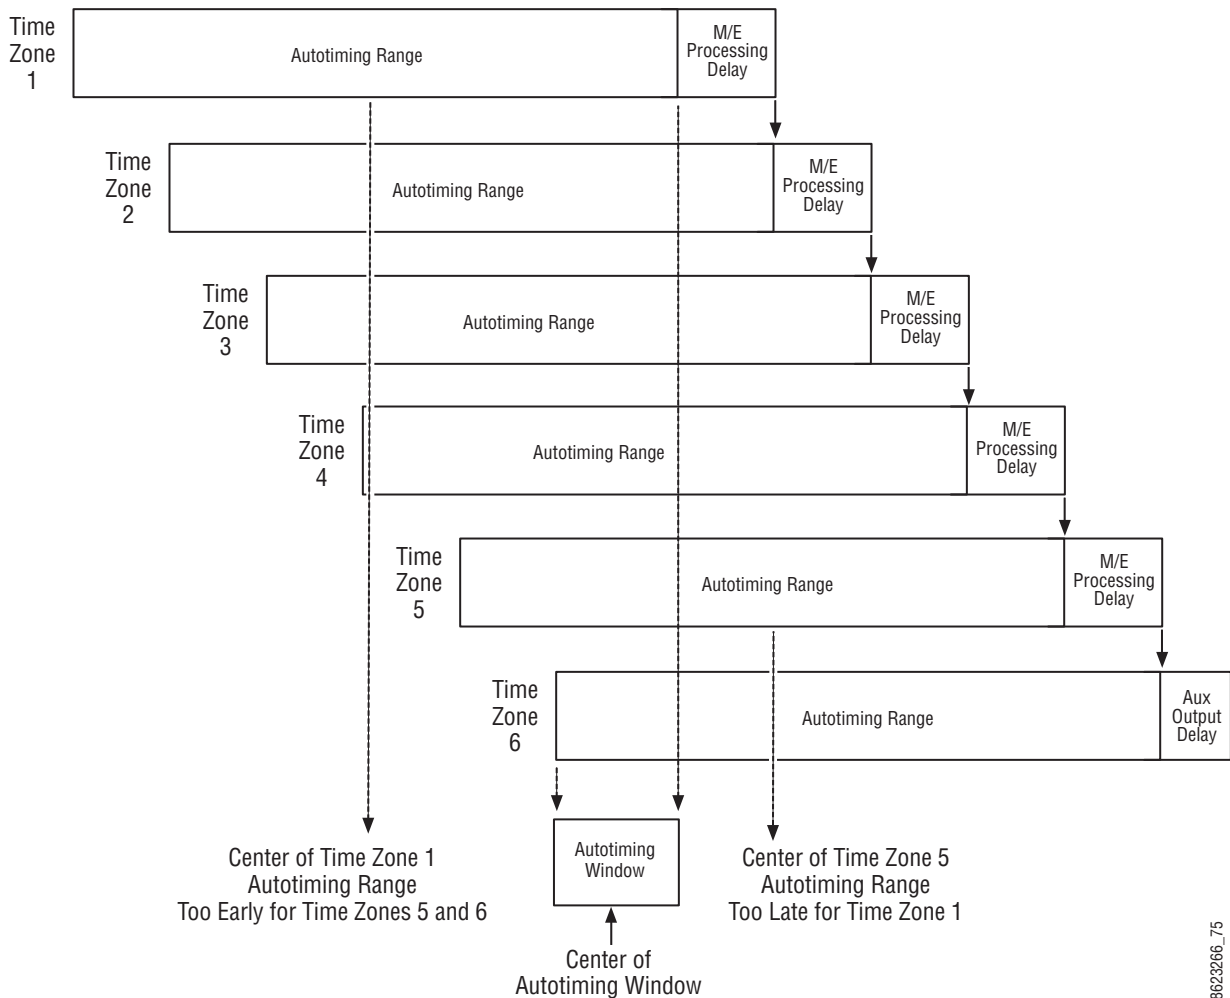 Time
Zone
1
Autotiming Range
M/E
Processing
Delay
Time
Zone
2
Autotiming Range
M/E
Processing
Delay
Time
Zone
3
Autotiming Range
M/E
Processing
Delay
Time
Zone
4
Autotiming Range
M/E
Processing
Delay
Time
Zone
5
Autotiming Range
M/E
Processing
Delay
Time
Zone
6
Autotiming Range
Aux
Output
Delay
Center of Time Zone 1
Autotiming Range
Too Early for Time Zones 5 and 6
Autotiming
Window
Center of Time Zone 5
Autotiming Range
Too Late for Time Zone 1
Center of
Autotiming Window
8623266_75